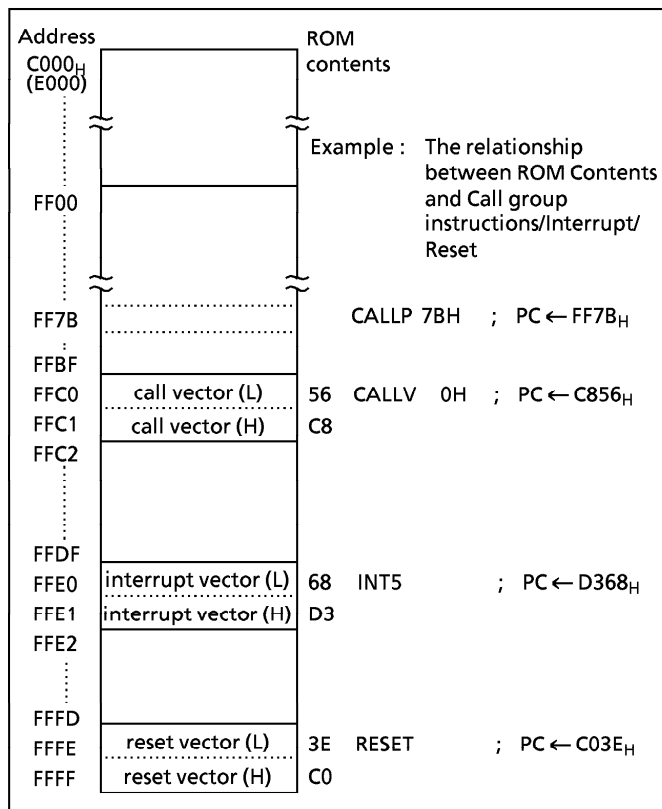 Address ROM
C000H contents
(E000)
Example : The relationship
between ROM Contents
and Call group
instructions/Interrupt/
Reset
FF00
FF7B CALLP 7BH ; PC ← FF7BH
FFBF
FFC0 call vector (L) 56 CALLV 0H ; PC ← C856H
FFC1 call vector (H) C8
FFC2
FFDF
FFE0 interrupt vector (L) 68 INT5 ; PC ← D368H
FFE1 interrupt vector (H) D3
FFE2
FFFD
FFFE reset vector (L) 3E RESET ; PC ← C03EH
FFFF reset vector (H) C0